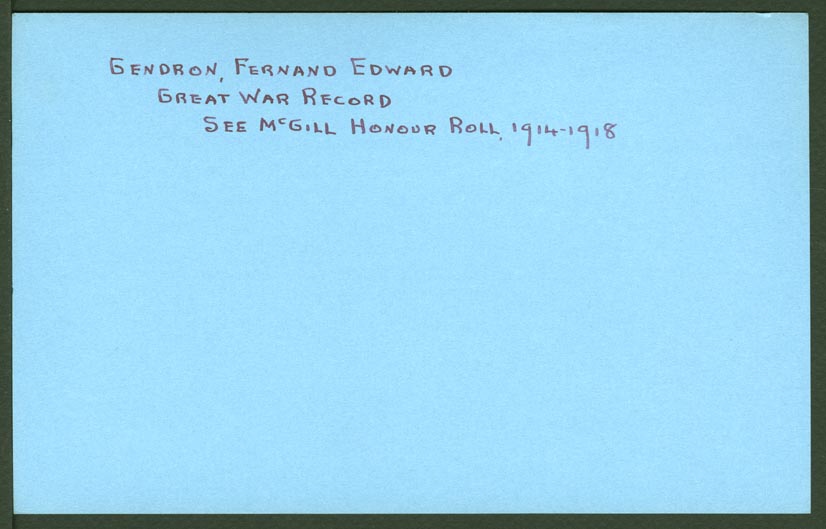 GENDRON, FERNAND EDWARD
GREAT WAR RECORD
SEE McGILL HONOUR ROLL, 1914-1918